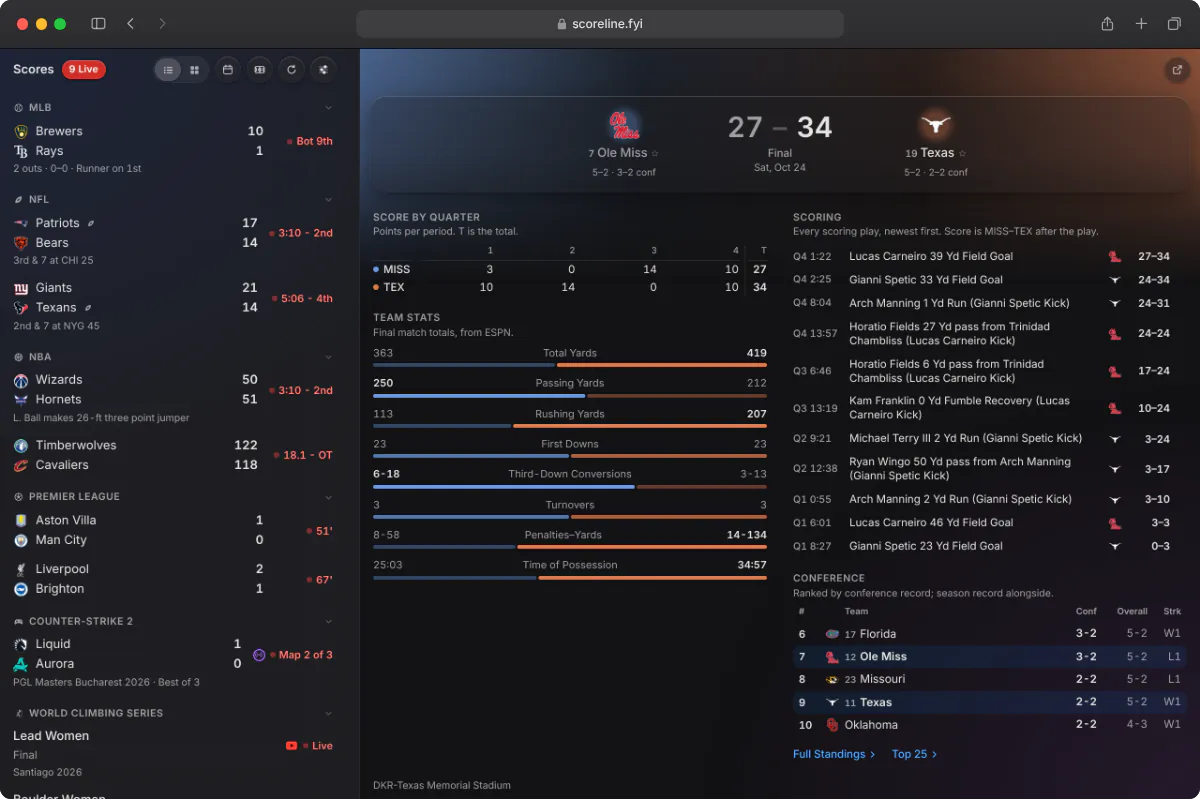 scoreline.fyi
Scores 9 Live
MLB
Brewers 10
Rays 1
Bot 9th
2 outs · 0–0 · Runner on 1st
NFL
Patriots 17
Bears 14
3:10 - 2nd
3rd & 7 at CHI 25
Giants 21
Texans 14
5:06 - 4th
2nd & 7 at NYG 45
NBA
Wizards 50
Hornets 51
3:10 - 2nd
L. Ball makes 26-ft three point jumper
Timberwolves 122
Cavaliers 118
18.1 - OT
PREMIER LEAGUE
Aston Villa 1
Man City 0
51'
Liverpool 2
Brighton 1
67'
COUNTER-STRIKE 2
Liquid 1
Aurora 0
Map 2 of 3
PGL Masters Bucharest 2026 · Best of 3
WORLD CLIMBING SERIES
Lead Women
Final
Live
Santiago 2026
Boulder Women
Ole Miss
7 Ole Miss
5–2 · 3–2 conf
27 – 34
Final
Sat, Oct 24
19 Texas
5–2 · 2–2 conf
SCORE BY QUARTER
Points per period. T is the total.
1 2 3 4 T
MISS 3 0 14 10 27
TEX 10 14 0 10 34
TEAM STATS
Final match totals, from ESPN.
363 Total Yards 419
250 Passing Yards 212
113 Rushing Yards 207
23 First Downs 23
6-18 Third-Down Conversions 3-13
3 Turnovers 3
8-58 Penalties–Yards 14-134
25:03 Time of Possession 34:57
DKR-Texas Memorial Stadium
SCORING
Every scoring play, newest first. Score is MISS–TEX after the play.
Q4 1:22 Lucas Carneiro 39 Yd Field Goal 27–34
Q4 2:25 Gianni Spetic 33 Yd Field Goal 24–34
Q4 8:04 Arch Manning 1 Yd Run (Gianni Spetic Kick) 24–31
Q4 13:57 Horatio Fields 27 Yd pass from Trinidad
Chambliss (Lucas Carneiro Kick) 24–24
Q3 6:46 Horatio Fields 6 Yd pass from Trinidad
Chambliss (Lucas Carneiro Kick) 17–24
Q3 13:19 Kam Franklin 0 Yd Fumble Recovery (Lucas
Carneiro Kick) 10–24
Q2 9:21 Michael Terry III 2 Yd Run (Gianni Spetic Kick) 3–24
Q2 12:38 Ryan Wingo 50 Yd pass from Arch Manning
(Gianni Spetic Kick) 3–17
Q1 0:55 Arch Manning 2 Yd Run (Gianni Spetic Kick) 3–10
Q1 6:01 Lucas Carneiro 46 Yd Field Goal 3–3
Q1 8:27 Gianni Spetic 23 Yd Field Goal 0–3
CONFERENCE
Ranked by conference record; season record alongside.
# Team Conf Overall Strk
6 17 Florida 3-2 5-2 W1
7 12 Ole Miss 3-2 5-2 L1
8 23 Missouri 2-2 5-2 L1
9 11 Texas 2-2 5-2 W1
10 Oklahoma 2-2 4-3 W1
Full Standings Top 25